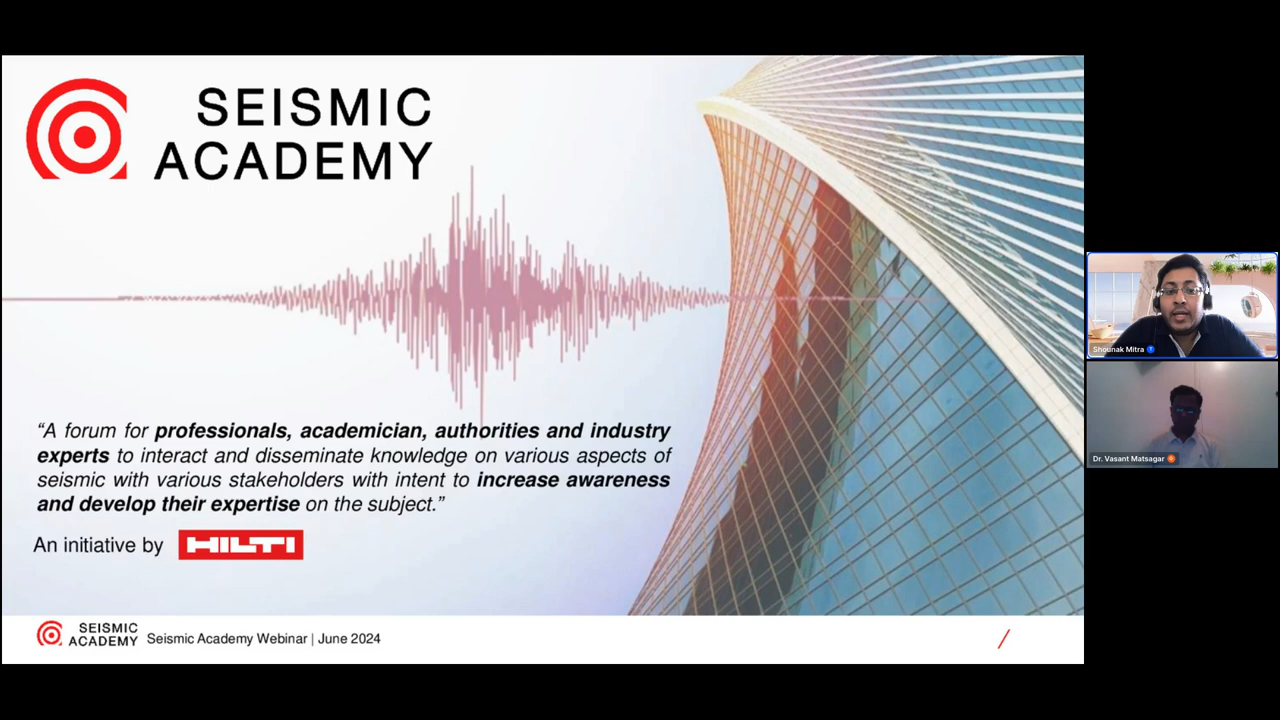 SEISMIC
ACADEMY
“A forum for professionals, academician, authorities and industry
experts to interact and disseminate knowledge on various aspects of
seismic with various stakeholders with intent to increase awareness
and develop their expertise on the subject.”
An initiative by HILTI
SEISMIC
ACADEMY
Seismic Academy Webinar | June 2024
Shounak Mitra
Dr. Vasant Matsagar